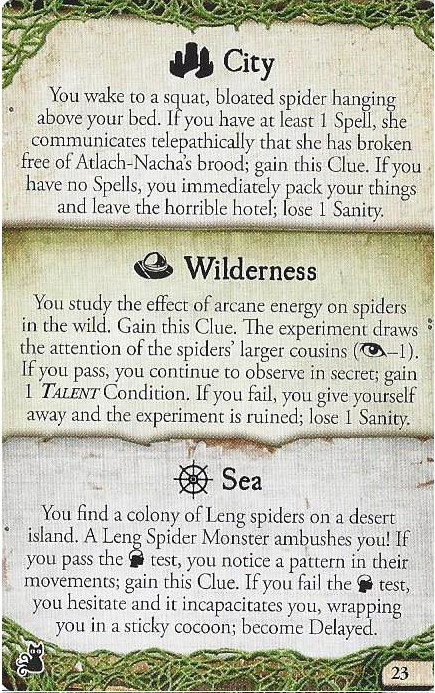 City
You wake to a squat, bloated spider hanging
above your bed. If you have at least 1 Spell, she
communicates telepathically that she has broken
free of Atlach-Nacha's brood; gain this Clue. If you
have no Spells, you immediately pack your things
and leave the horrible hotel; lose 1 Sanity.
Wilderness
You study the effect of arcane energy on spiders
in the wild. Gain this Clue. The experiment draws
the attention of the spiders' larger cousins ( –1).
If you pass, you continue to observe in secret; gain
1 TALENT Condition. If you fail, you give yourself
away and the experiment is ruined; lose 1 Sanity.
Sea
You find a colony of Leng spiders on a desert
island. A Leng Spider Monster ambushes you! If
you pass the test, you notice a pattern in their
movements; gain this Clue. If you fail the test,
you hesitate and it incapacitates you, wrapping
you in a sticky cocoon; become Delayed.
23